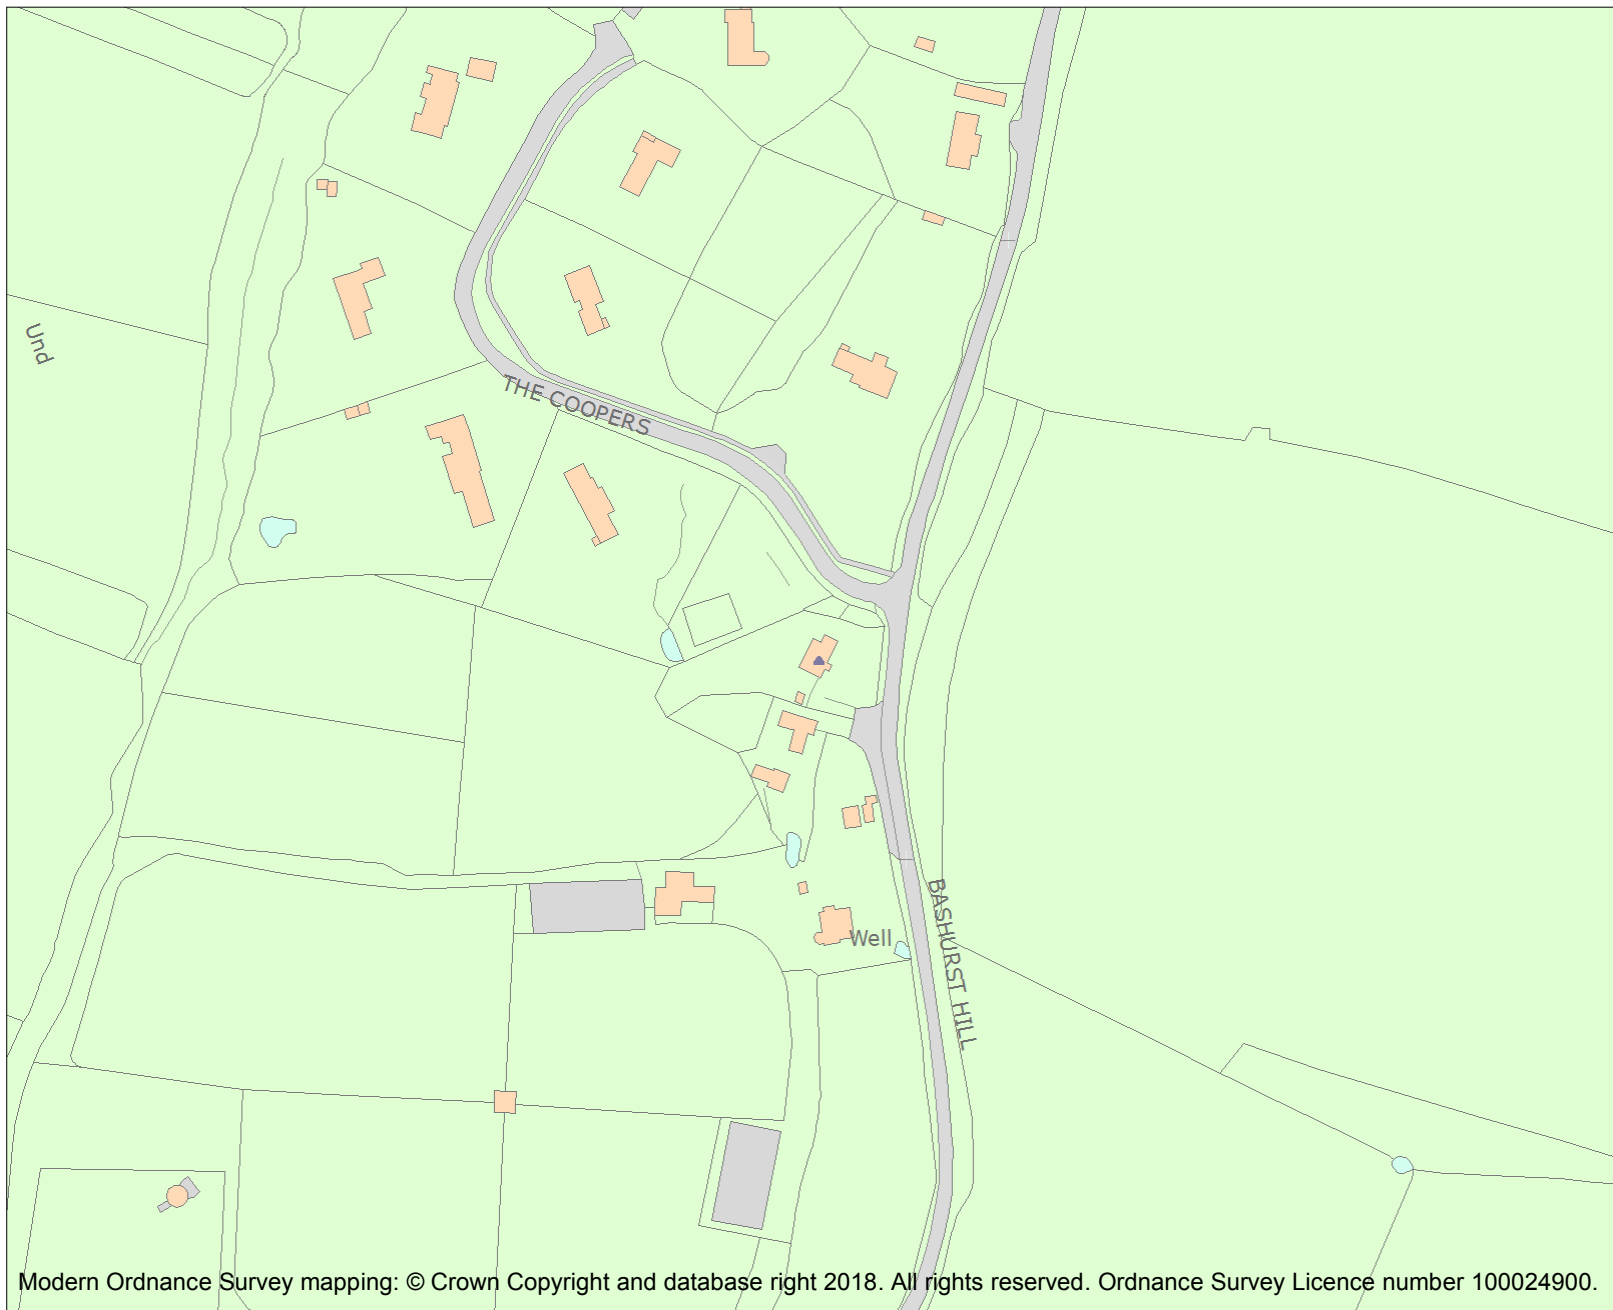 Und
THE COOPERS
Well
BASHURST HILL
Modern Ordnance Survey mapping: © Crown Copyright and database right 2018. All rights reserved. Ordnance Survey Licence number 100024900.